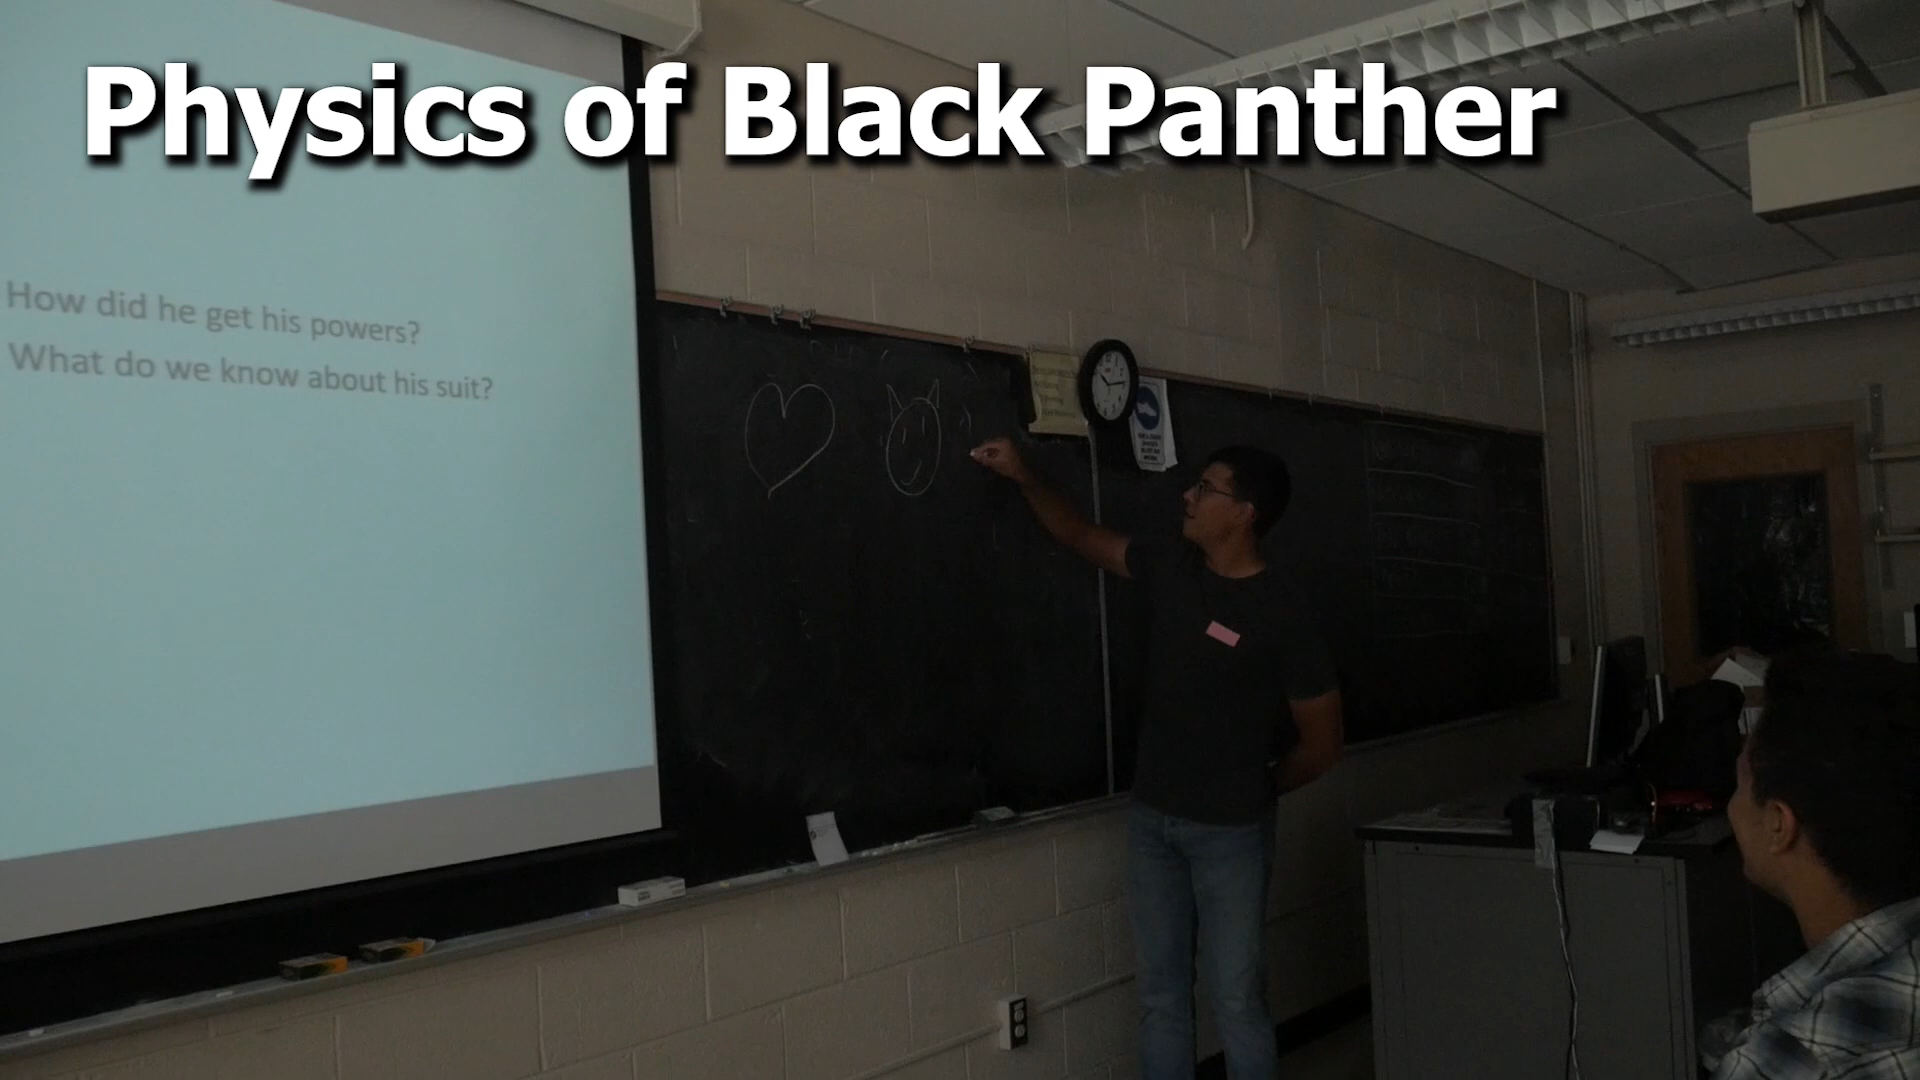 Physics of Black Panther
How did he get his powers?
What do we know about his suit?